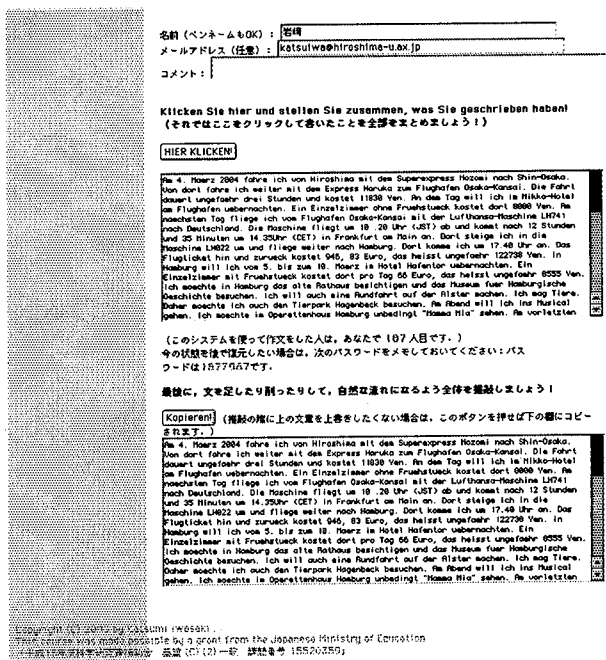 名前（ペンネームもOK）： 岩崎
メールアドレス（任意）： katsuiwa@hiroshima-u.ax.jp
コメント：
Klicken Sie hier und stellen Sie zusammen, was Sie geschrieben haben!
（それではここをクリックして書いたことを全部まとめましょう！）
HIER KLICKEN!
Am 4. Maerz 2004 fahre ich von Hiroshima mit dem Superexpress Nozomi nach Shin-Osaka.
Von dort fahre ich weiter mit dem Express Haruka zum Flughafen Osaka-Kansai. Die Fahrt
dauert ungefaehr drei Stunden und kostet 11830 Yen. An dem Tag will ich im Nikko-Hotel
am Flughafen uebernachten. Ein Einzelzimmer ohne Fruehstueck kostet dort 8000 Yen. Am
naechsten Tag fliege ich vom Flughafen Osaka-Kansai mit der Lufthansa-Maschine LH741
nach Deutschland. Die Maschine fliegt um 10 .20 Uhr (JST) ab und kommt nach 12 Stunden
und 35 Minuten um 14.35Uhr (CET) in Frankfurt am Main an. Dort steige ich in die
Maschine LH022 um und fliege weiter nach Hamburg. Dort komme ich um 17.40 Uhr an. Das
Flugticket hin und zurueck kostet 946, 83 Euro, das heisst ungefaehr 122738 Yen. In
Hamburg will ich vom 5. bis zum 10. Maerz im Hotel Hafentor uebernachten. Ein
Einzelzimmer mit Fruehstueck kostet dort pro Tag 66 Euro, das heisst ungefaehr 8555 Yen.
Ich moechte in Hamburg das alte Rathaus besichtigen und das Museum fuer Hamburgische
Geschichte besuchen. Ich will auch eine Rundfahrt auf der Alster machen. Ich mag Tiere.
Daher moechte ich auch den Tierpark Hagenbeck besuchen. Am Abend will ich ins Musical
gehen. Ich moechte im Operettenhaus Hamburg unbedingt "Mamma Mia" sehen. Am vorletzten
（このシステムを使って作文をした人は、あなたで 187 人目です。）
今の状態を後で復元したい場合は、次のパスワードをメモしておいてください：パス
ワードは1877967です。
最後に，文を足したり削ったりして，自然な流れになるよう全体を推敲しましょう！
Kopieren! （推敲の際に上の文章を上書きしたくない場合は，このボタンを押せば下の欄にコピー
されます．）
Am 4. Maerz 2004 fahre ich von Hiroshima mit dem Superexpress Nozomi nach Shin-Osaka.
Von dort fahre ich weiter mit dem Express Haruka zum Flughafen Osaka-Kansai. Die Fahrt
dauert ungefaehr drei Stunden und kostet 11830 Yen. An dem Tag will ich im Nikko-Hotel
am Flughafen uebernachten. Ein Einzelzimmer ohne Fruehstueck kostet dort 8000 Yen. Am
naechsten Tag fliege ich vom Flughafen Osaka-Kansai mit der Lufthansa-Maschine LH741
nach Deutschland. Die Maschine fliegt um 10 .20 Uhr (JST) ab und kommt nach 12 Stunden
und 35 Minuten um 14.35Uhr (CET) in Frankfurt am Main an. Dort steige ich in die
Maschine LH022 um und fliege weiter nach Hamburg. Dort komme ich um 17.40 Uhr an. Das
Flugticket hin und zurueck kostet 946, 83 Euro, das heisst ungefaehr 122738 Yen. In
Hamburg will ich vom 5. bis zum 10. Maerz im Hotel Hafentor uebernachten. Ein
Einzelzimmer mit Fruehstueck kostet dort pro Tag 66 Euro, das heisst ungefaehr 8555 Yen.
Ich moechte in Hamburg das alte Rathaus besichtigen und das Museum fuer Hamburgische
Geschichte besuchen. Ich will auch eine Rundfahrt auf der Alster machen. Ich mag Tiere.
Daher moechte ich auch den Tierpark Hagenbeck besuchen. Am Abend will ich ins Musical
gehen. Ich moechte im Operettenhaus Hamburg unbedingt "Mamma Mia" sehen. Am vorletzten
Copyright (C) by Katsumi Iwasaki
This course was made possible by a grant from the Japanese Ministry of Education
基盤 (C) (2) 一般 課題番号 15520350)